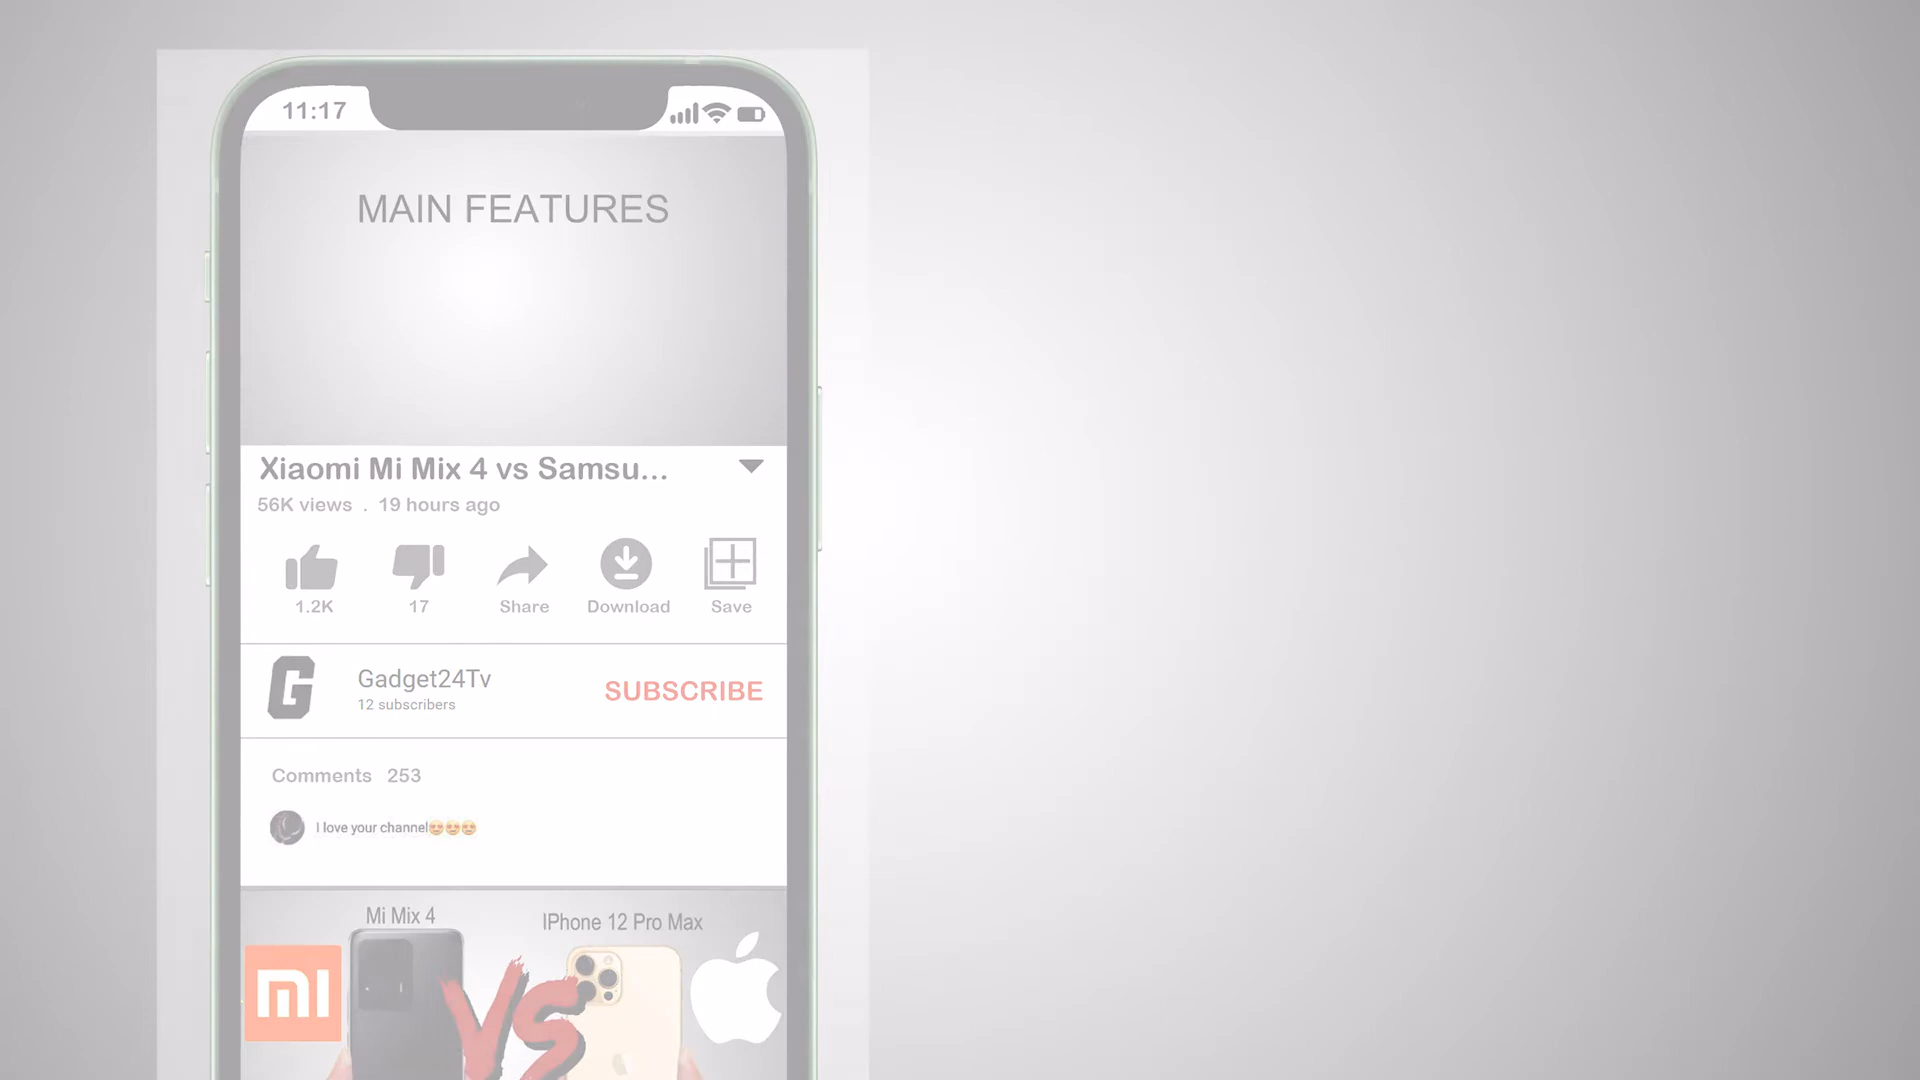 11:17
MAIN FEATURES
Xiaomi Mi Mix 4 vs Samsu...
56K views . 19 hours ago
1.2K 17 Share Download Save
Gadget24Tv
12 subscribers
SUBSCRIBE
Comments 253
I love your channel😍😍😍
Mi Mix 4
IPhone 12 Pro Max
mi
VS